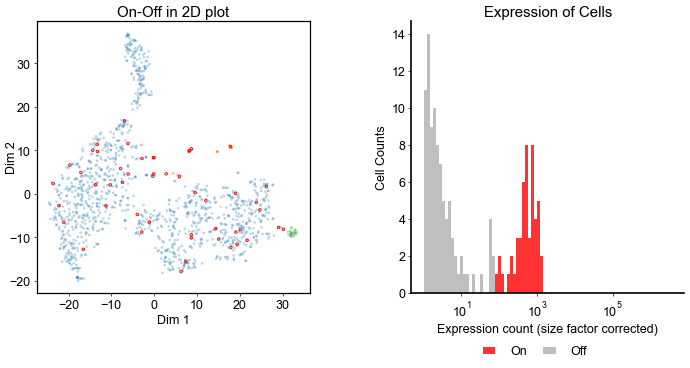 On-Off in 2D plot
30
20
10
0
−10
−20
−20
−10
0
10
20
30
Dim 2
Dim 1
Expression of Cells
14
12
10
8
6
4
2
0
10^1
10^3
10^5
Cell Counts
Expression count (size factor corrected)
On
Off